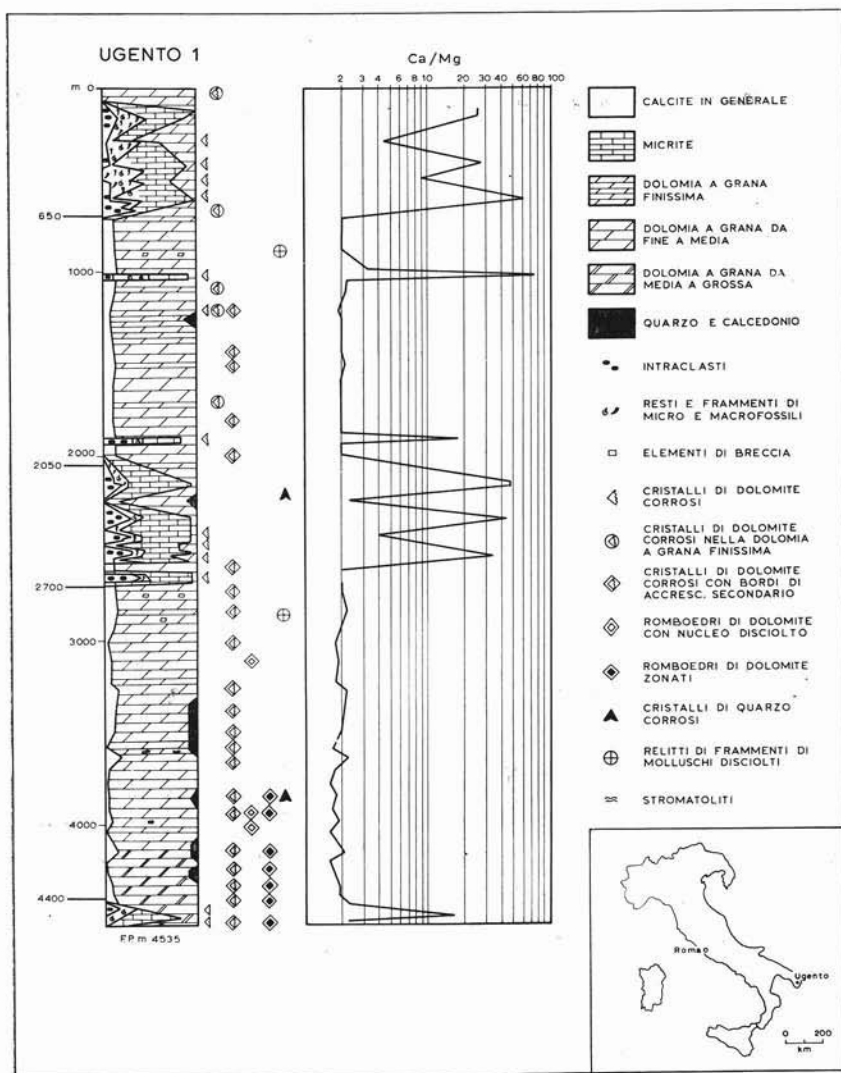 UGENTO 1
m 0
650
1000
2000
2050
2700
3000
4000
4400
F.P. m 4535
Ca/Mg
2 3 4 6 8 10 20 30 40 60 80 100
CALCITE IN GENERALE
MICRITE
DOLOMIA A GRANA
FINISSIMA
DOLOMIA A GRANA DA
FINE A MEDIA
DOLOMIA A GRANA DA
MEDIA A GROSSA
QUARZO E CALCEDONIO
INTRACLASTI
RESTI E FRAMMENTI DI
MICRO E MACROFOSSILI
ELEMENTI DI BRECCIA
CRISTALLI DI DOLOMITE
CORROSI
CRISTALLI DI DOLOMITE
CORROSI NELLA DOLOMIA
A GRANA FINISSIMA
CRISTALLI DI DOLOMITE
CORROSI CON BORDI DI
ACCRESC. SECONDARIO
ROMBOEDRI DI DOLOMITE
CON NUCLEO DISCIOLTO
ROMBOEDRI DI DOLOMITE
ZONATI
CRISTALLI DI QUARZO
CORROSI
RELITTI DI FRAMMENTI DI
MOLLUSCHI DISCIOLTI
STROMATOLITI
Roma
Ugento
0 200
km